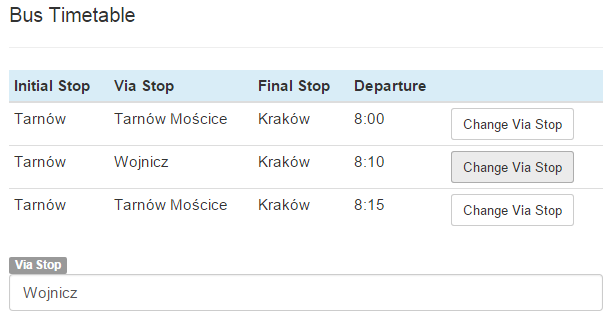 Bus Timetable
Initial Stop Via Stop Final Stop Departure
Tarnów Tarnów Mościce Kraków 8:00 Change Via Stop
Tarnów Wojnicz Kraków 8:10 Change Via Stop
Tarnów Tarnów Mościce Kraków 8:15 Change Via Stop
Via Stop
Wojnicz